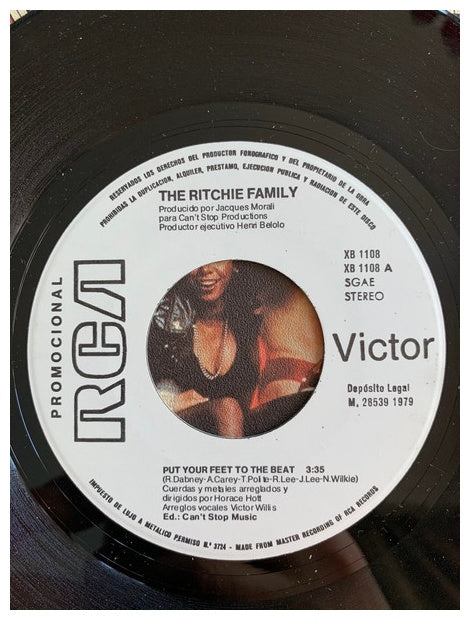 RESERVADOS LOS DERECHOS DEL PRODUCTOR FONOGRAFICO Y DEL PROPIETARIO DE LA OBRA
PROHIBIDAS LA DUPLICACION, ALQUILER, PRESTAMO, EJECUCION PUBLICA Y RADIACION DE ESTE DISCO
THE RITCHIE FAMILY
Producido por Jacques Morali
para Can't Stop Productions
Productor ejecutivo Henri Belolo
XB 1108
XB 1108 A
SGAE
STEREO
PROMOCIONAL
RCA
Victor
Depósito Legal
M. 28539 1979
PUT YOUR FEET TO THE BEAT 3:35
(R.Dabney-A.Carey-T.Polite-R.Lee-J.Lee-N.Wilkie)
Cuerdas y metales arreglados y
dirigidos por Horace Hott
Arreglos vocales Victor Willis
Ed.: Can't Stop Music
IMPUESTO DE LUJO A METALICO PERMISO N.º 3724 - MADE FROM MASTER RECORDING OF RCA RECORDS